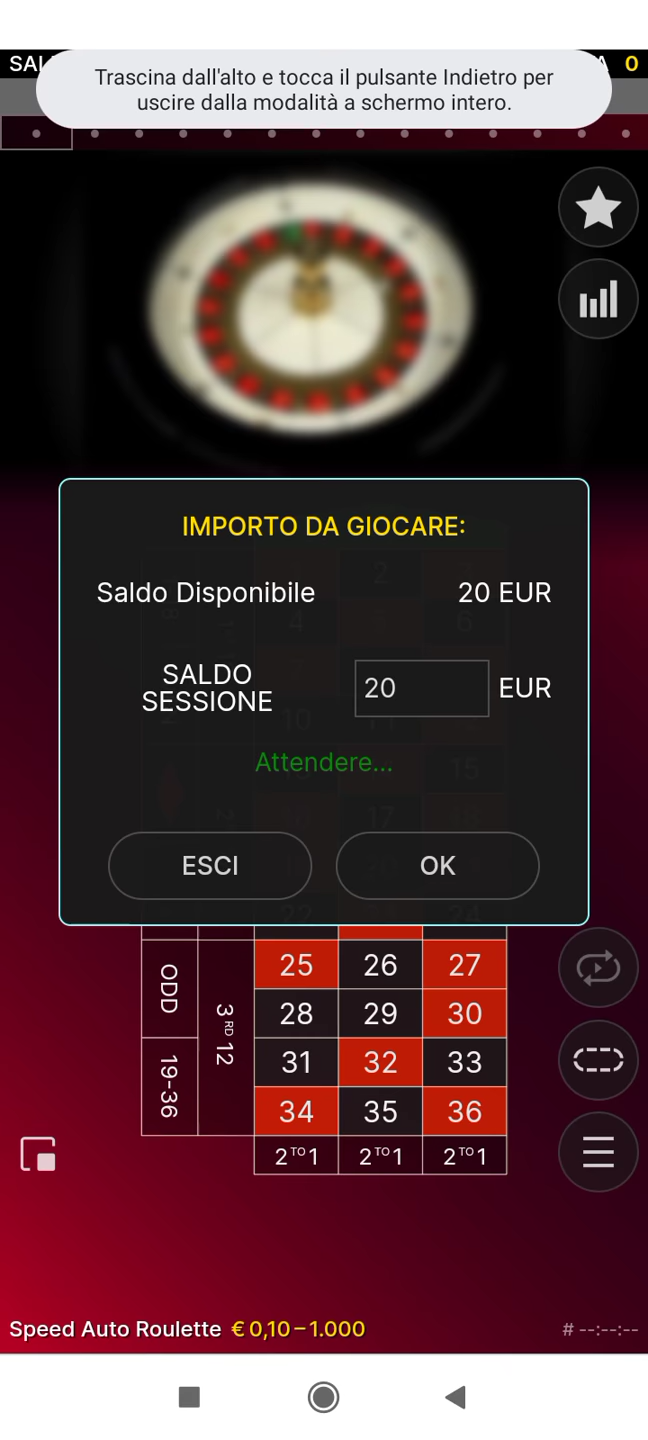 Trascina dall'alto e tocca il pulsante Indietro per
uscire dalla modalità a schermo intero.
0
IMPORTO DA GIOCARE:
Saldo Disponibile 20 EUR
SALDO
SESSIONE
20 EUR
Attendere...
ESCI OK
25 26 27
ODD
28 29 30
3RD 12
31 32 33
19-36
34 35 36
2TO1 2TO1 2TO1
Speed Auto Roulette € 0,10–1.000 # --:--:--